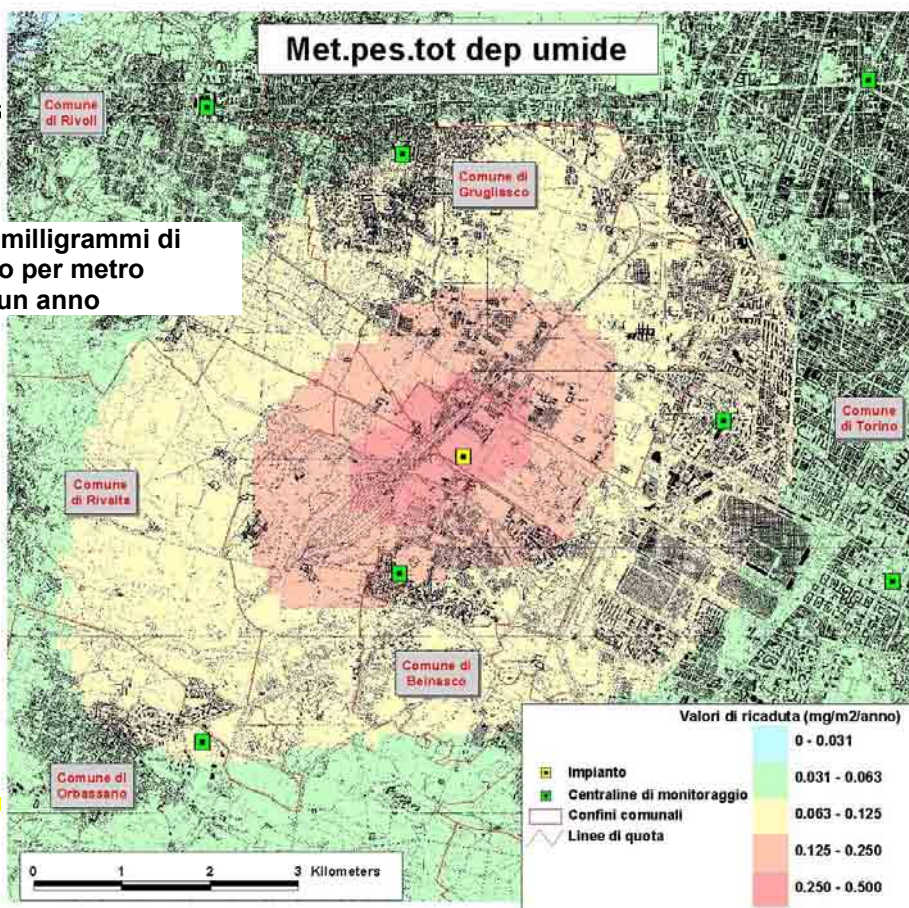 Met.pes.tot dep umide
Comune
di Rivoli
Comune di
Grugliasco
milligrammi di
per metro
un anno
Comune
di Torino
Comune
di Rivalta
Comune di
Beinasco
Comune di
Orbassano
Valori di ricaduta (mg/m2/anno)
0 - 0.031
0.031 - 0.063
0.063 - 0.125
0.125 - 0.250
0.250 - 0.500
Impianto
Centraline di monitoraggio
Confini comunali
Linee di quota
0 1 2 3 Kilometers